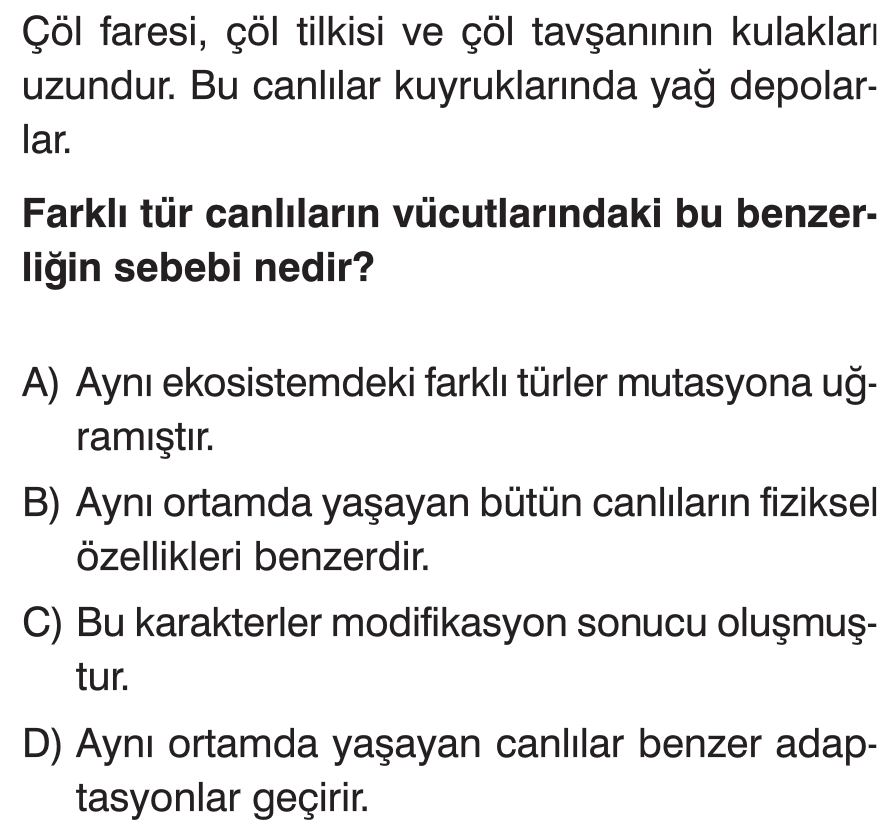 Çöl faresi, çöl tilkisi ve çöl tavşanının kulakları
uzundur. Bu canlılar kuyruklarında yağ depolar-
lar.
Farklı tür canlıların vücutlarındaki bu benzer-
liğin sebebi nedir?
A) Aynı ekosistemdeki farklı türler mutasyona uğ-
ramıştır.
B) Aynı ortamda yaşayan bütün canlıların fiziksel
özellikleri benzerdir.
C) Bu karakterler modifikasyon sonucu oluşmuş-
tur.
D) Aynı ortamda yaşayan canlılar benzer adap-
tasyonlar geçirir.